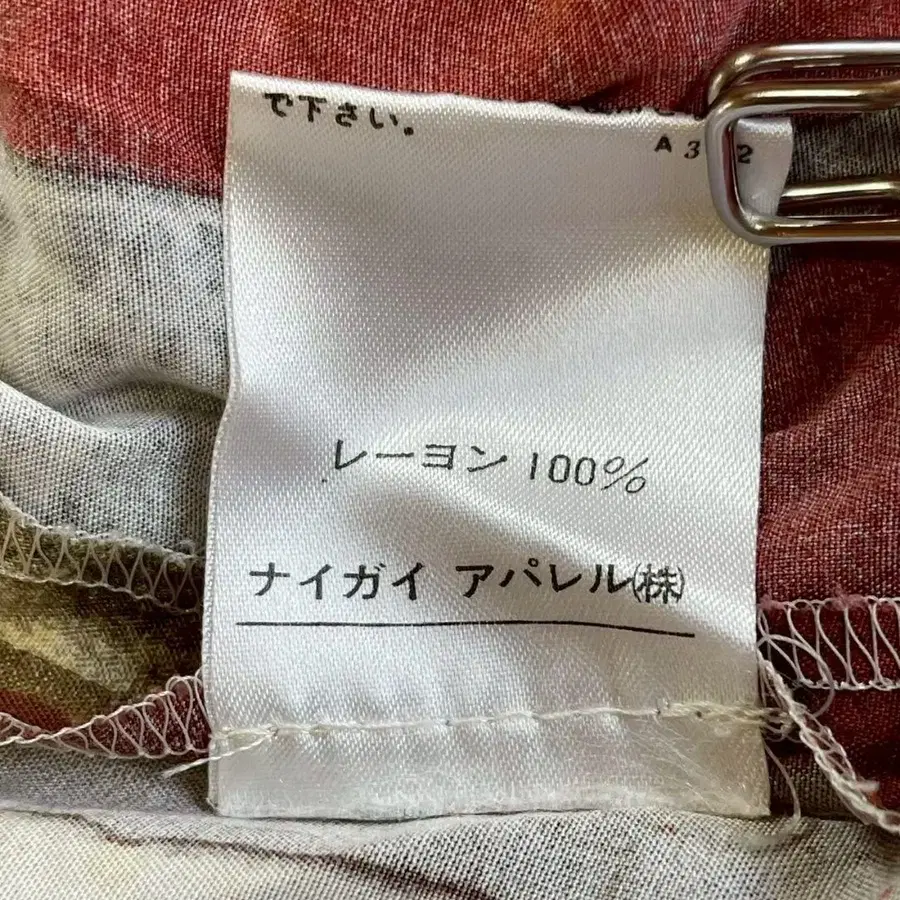 で下さい。
レーヨン 100%
ナイガイ アパレル㈱